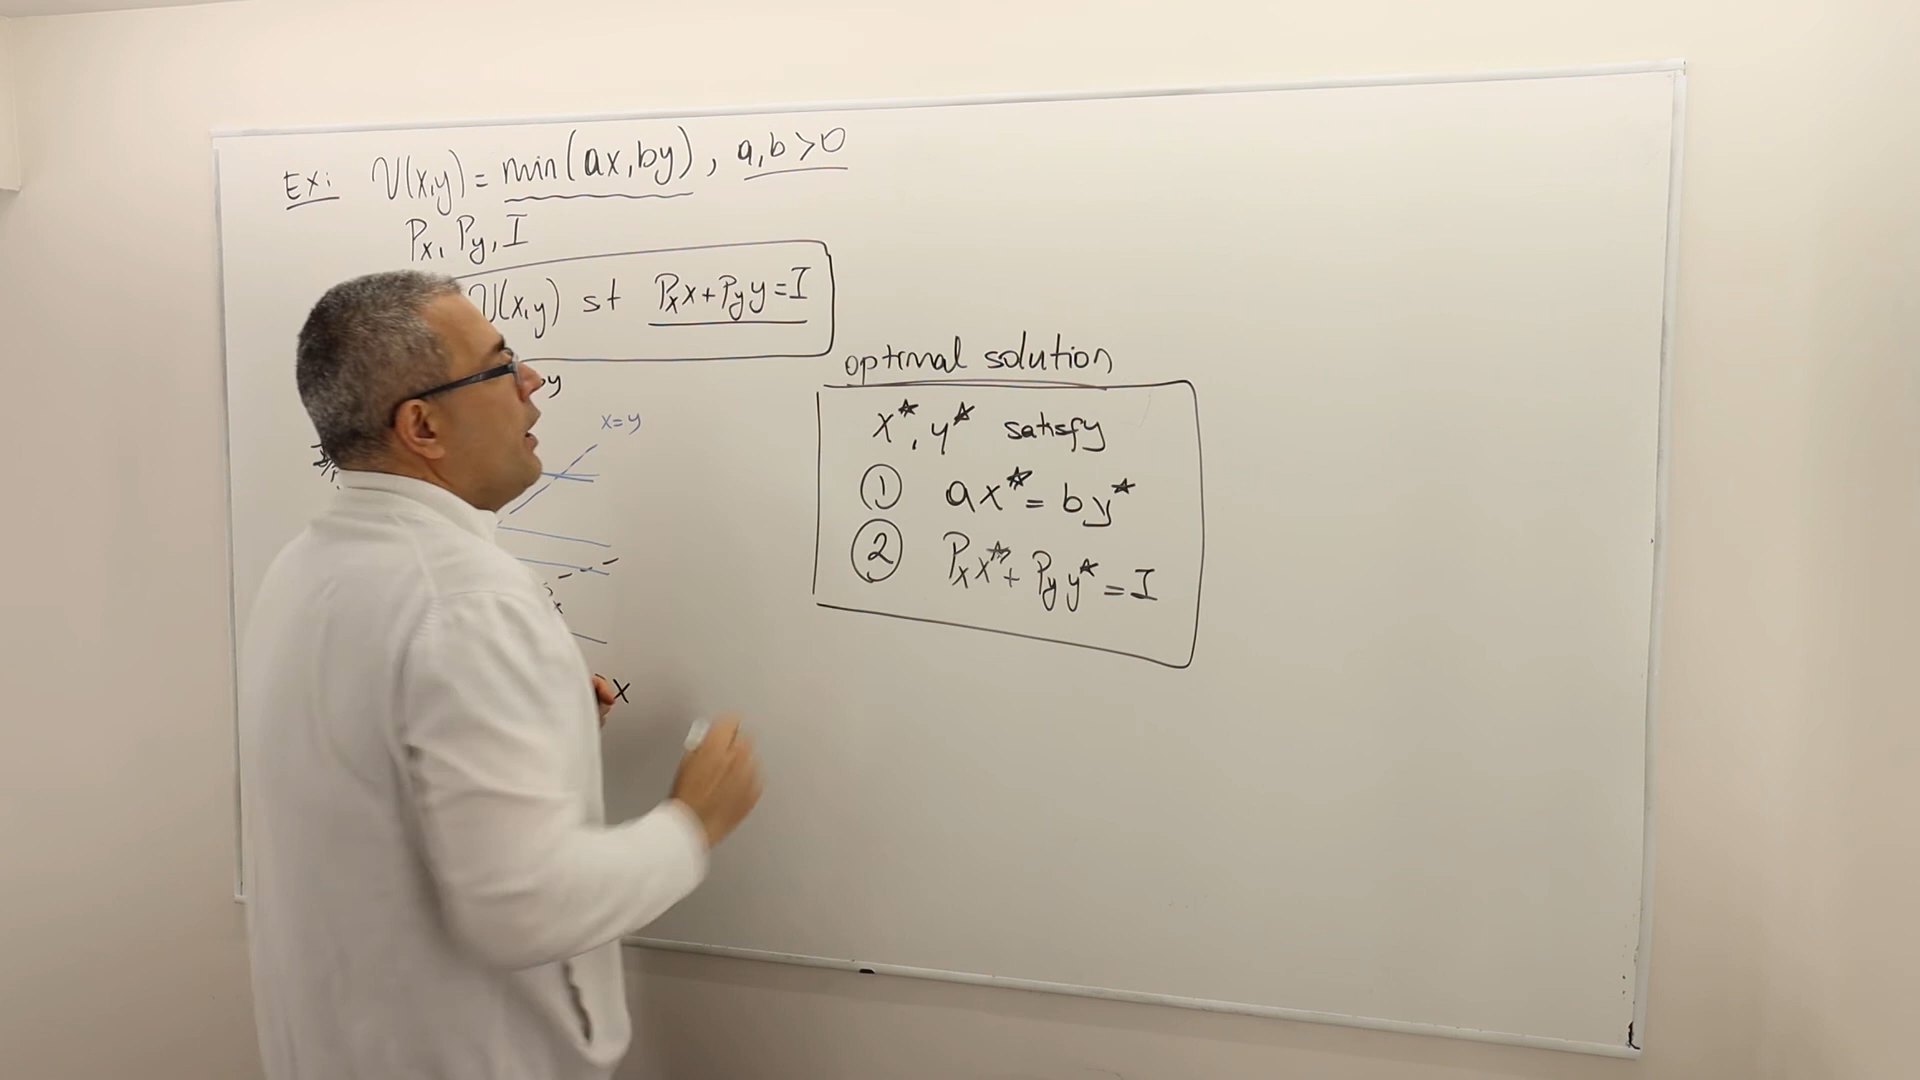 Ex: U(x,y) = min(ax,by), a,b>0
Px, Py, I
U(x,y) st Pxx+Pyy=I
by
x=y
x
optimal solution
x*, y* satisfy
① ax* = by*
② Pxx* + Pyy* = I